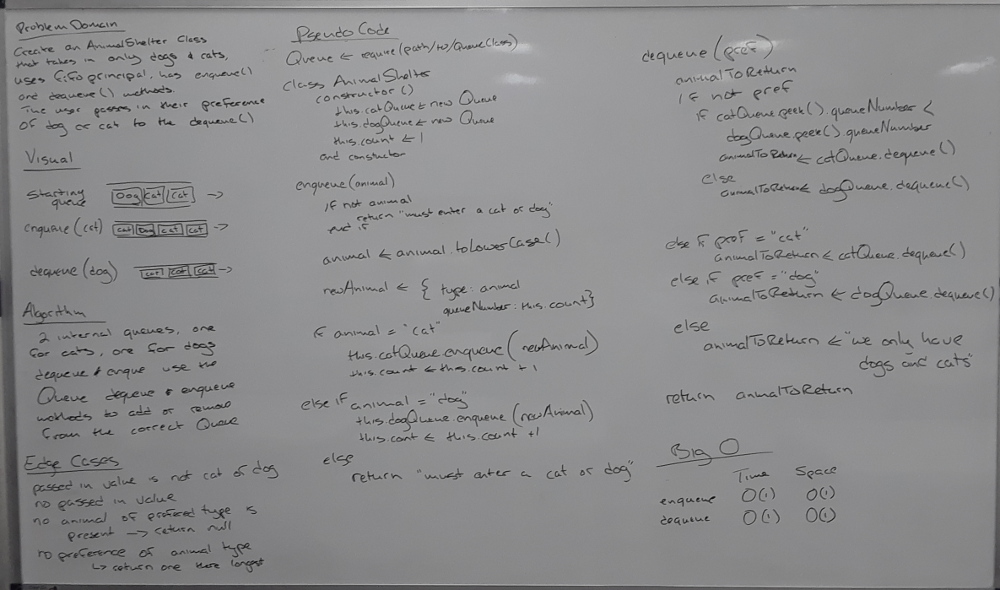 Problem Domain
Create an AnimalShelter Class
that takes in only dogs & cats,
uses fifo principal, has enqueue()
and dequeue() methods.
The user passes in their preference
of dog or cat to the dequeue()
Visual
Starting
queue
Dog cat cat
enqueue (cat)
cat Dog cat cat
dequeue (dog)
cat cat cat
Algorithm
2 internal queues, one
for cats, one for dogs
dequeue & enque use the
Queue dequeue & enqueue
methods to add or remove
from the correct Queue
Edge Cases
passed in value is not cat or dog
no passed in value
no animal of prefered type is
present → return null
no preference of animal type
↳ return one there longest
Pseudo Code
Queue ← require(path/to/QueueClass)
class AnimalShelter
constructor()
this.catQueue ← new Queue
this.dogQueue ← new Queue
this.count ← 1
end constructor
enqueue(animal)
if not animal
return "must enter a cat or dog"
end if
animal ← animal.toLowerCase()
newAnimal ← { type: animal
queueNumber: this.count}
if animal = "cat"
this.catQueue.enqueue(newAnimal)
this.count ← this.count + 1
else if animal = "dog"
this.dogQueue.enqueue(newAnimal)
this.cont ← this.count +1
else
return "must enter a cat or dog"
dequeue(pref)
animalToReturn
if not pref
if catQueue.peek().queueNumber <
dogQueue.peek().queueNumber
animalToReturn ← catQueue.dequeue()
else
animalToReturn ← dogQueue.dequeue()
else if pref = "cat"
animalToReturn ← catQueue.dequeue()
else if pref = "dog"
animalToReturn ← dogQueue.dequeue()
else
animalToReturn ← "we only have
dogs and cats"
return animalToReturn
Big O
Time Space
enqueue O(1) O(1)
dequeue O(1) O(1)